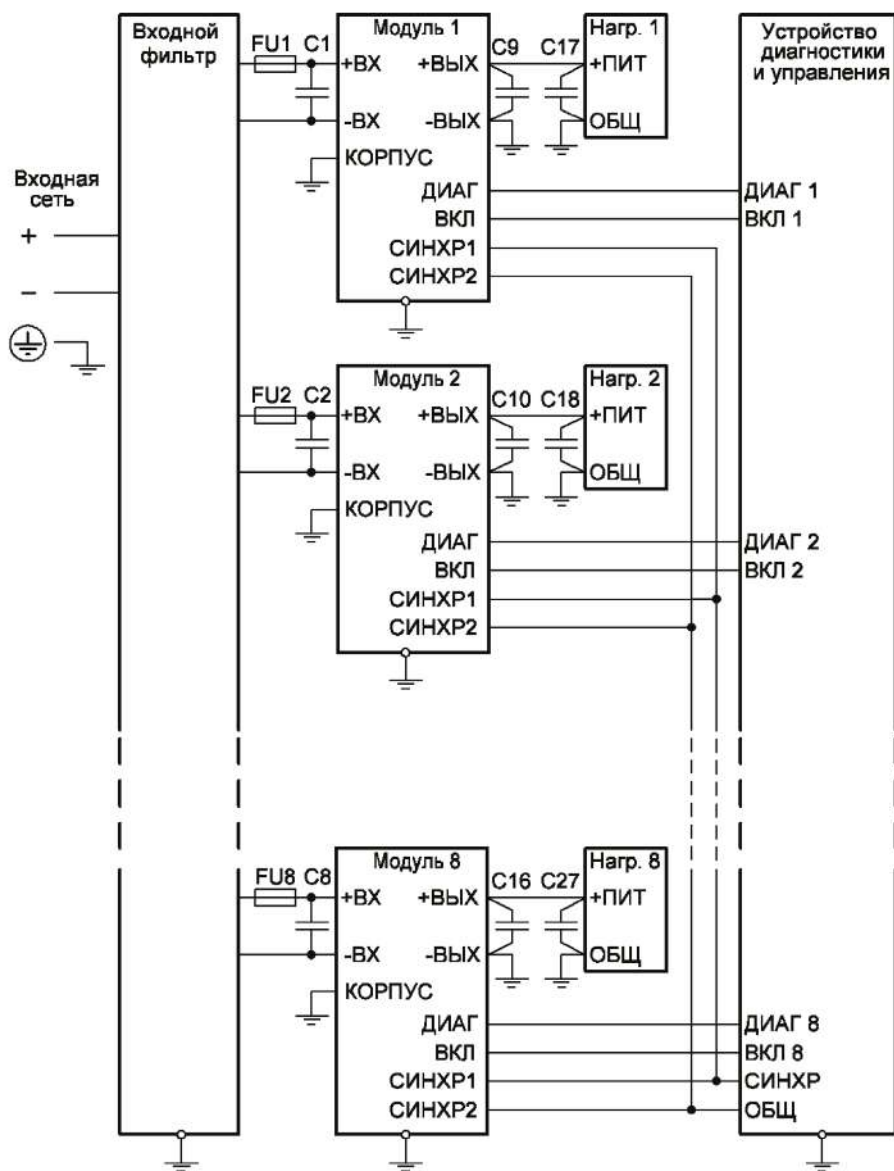 Входной
фильтр
FU1
C1
Модуль 1
+ВХ
+ВЫХ
-ВХ
-ВЫХ
КОРПУС
ДИАГ
ВКЛ
СИНХР1
СИНХР2
C9
C17
Нагр. 1
+ПИТ
ОБЩ
Устройство
диагностики
и управления
ДИАГ 1
ВКЛ 1
Входная
сеть
+
–
FU2
C2
Модуль 2
+ВХ
+ВЫХ
-ВХ
-ВЫХ
КОРПУС
ДИАГ
ВКЛ
СИНХР1
СИНХР2
C10
C18
Нагр. 2
+ПИТ
ОБЩ
ДИАГ 2
ВКЛ 2
FU8
C8
Модуль 8
+ВХ
+ВЫХ
-ВХ
-ВЫХ
КОРПУС
ДИАГ
ВКЛ
СИНХР1
СИНХР2
C16
C27
Нагр. 8
+ПИТ
ОБЩ
ДИАГ 8
ВКЛ 8
СИНХР
ОБЩ